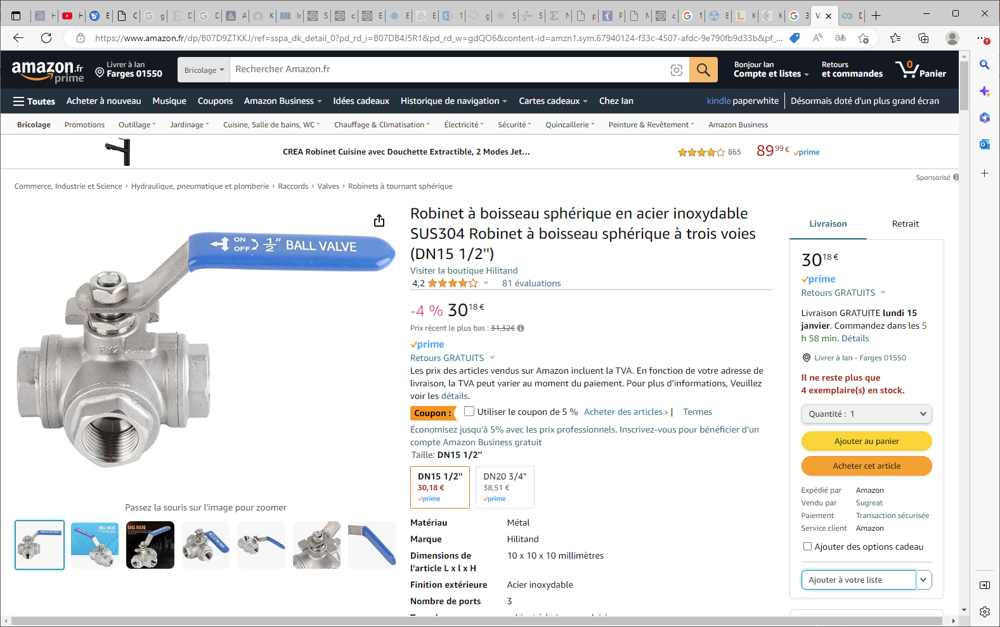 https://www.amazon.fr/dp/B07D9ZTKKJ/ref=sspa_dk_detail_0?pd_rd_i=B07DB4J5R1&pd_rd_w=gdQO6&content-id=amzn1.sym.67940124-f33c-4507-afdc-9e790fb9d33b&pf_...
amazon.fr
prime
Livrer à Ian
Farges 01550
Bricolage
Rechercher Amazon.fr
Bonjour Ian
Compte et listes
Retours
et commandes
0
Panier
Toutes
Acheter à nouveau
Musique
Coupons
Amazon Business
Idées cadeaux
Historique de navigation
Cartes cadeaux
Chez Ian
kindle paperwhite
Désormais doté d'un plus grand écran
Bricolage
Promotions
Outillage
Jardinage
Cuisine, Salle de bains, WC
Chauffage & Climatisation
Électricité
Sécurité
Quincaillerie
Peinture & Revêtement
Amazon Business
CREA Robinet Cuisine avec Douchette Extractible, 2 Modes Jet...
865
8999 €
prime
Sponsorisé
Commerce, Industrie et Science › Hydraulique, pneumatique et plomberie › Raccords › Valves › Robinets à tournant sphérique
ON
OFF
1/2" BALL VALVE
Passez la souris sur l'image pour zoomer
BALL VALVE
BALL VALVE
Robinet à boisseau sphérique en acier inoxydable
SUS304 Robinet à boisseau sphérique à trois voies
(DN15 1/2")
Visiter la boutique Hilitand
4,2
81 évaluations
-4 % 3018 €
Prix récent le plus bas : 31,32€
prime
Retours GRATUITS
Les prix des articles vendus sur Amazon incluent la TVA. En fonction de votre adresse de
livraison, la TVA peut varier au moment du paiement. Pour plus d'informations, Veuillez
voir les détails.
Coupon :
Utiliser le coupon de 5 %
Acheter des articles › |
Termes
Économisez jusqu'à 5% avec les prix professionnels. Inscrivez-vous pour bénéficier d'un
compte Amazon Business gratuit
Taille: DN15 1/2"
DN15 1/2"
30,18 €
prime
DN20 3/4"
38,51 €
prime
Matériau
Métal
Marque
Hilitand
Dimensions de
l'article L x l x H
10 x 10 x 10 millimètres
Finition extérieure
Acier inoxydable
Nombre de ports
3
Livraison
Retrait
3018 €
prime
Retours GRATUITS
Livraison GRATUITE lundi 15
janvier. Commandez dans les 5
h 58 min. Détails
Livrer à Ian - Farges 01550
Il ne reste plus que
4 exemplaire(s) en stock.
Quantité : 1
Ajouter au panier
Acheter cet article
Expédié par
Amazon
Vendu par
Sugreat
Paiement
Transaction sécurisée
Service client
Amazon
Ajouter des options cadeau
Ajouter à votre liste